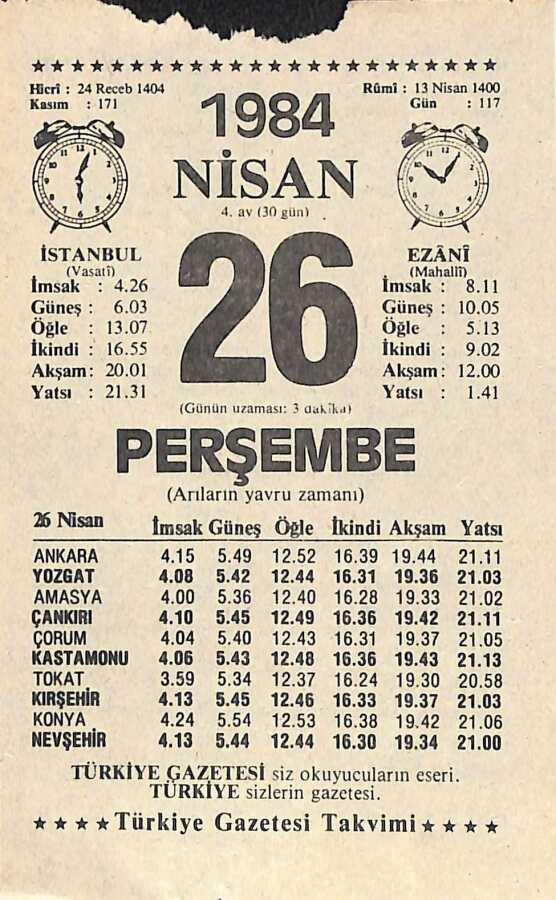 ★★★★★★★★★★★★★★★★★★★★★★★
Hicrî : 24 Receb 1404
Kasım : 171
Rûmî : 13 Nisan 1400
Gün : 117
1984
NİSAN
4. ay (30 gün)
26
İSTANBUL
(Vasatî)
İmsak : 4.26
Güneş : 6.03
Öğle : 13.07
İkindi : 16.55
Akşam : 20.01
Yatsı : 21.31
EZÂNÎ
(Mahallî)
İmsak : 8.11
Güneş : 10.05
Öğle : 5.13
İkindi : 9.02
Akşam : 12.00
Yatsı : 1.41
(Günün uzaması: 3 dakîka)
PERŞEMBE
(Arıların yavru zamanı)
26 Nisan İmsak Güneş Öğle İkindi Akşam Yatsı
ANKARA 4.15 5.49 12.52 16.39 19.44 21.11
YOZGAT 4.08 5.42 12.44 16.31 19.36 21.03
AMASYA 4.00 5.36 12.40 16.28 19.33 21.02
ÇANKIRI 4.10 5.45 12.49 16.36 19.42 21.11
ÇORUM 4.04 5.40 12.43 16.31 19.37 21.05
KASTAMONU 4.06 5.43 12.48 16.36 19.43 21.13
TOKAT 3.59 5.34 12.37 16.24 19.30 20.58
KIRŞEHİR 4.13 5.45 12.46 16.33 19.37 21.03
KONYA 4.24 5.54 12.53 16.38 19.42 21.06
NEVŞEHİR 4.13 5.44 12.44 16.30 19.34 21.00
TÜRKİYE GAZETESİ siz okuyucuların eseri.
TÜRKİYE sizlerin gazetesi.
★★★★Türkiye Gazetesi Takvimi★★★★